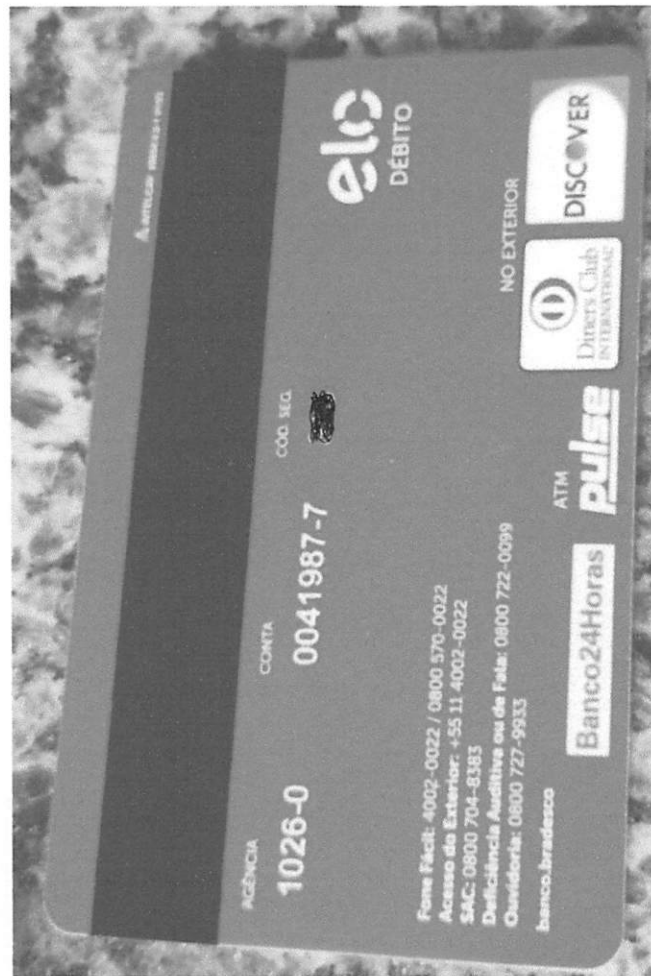 AGÊNCIA
1026-0
CONTA
0041987-7
CÓD. SEG.
elo
DÉBITO
Fone Fácil: 4002-0022 / 0800 570-0022
Acesso do Exterior: +55 11 4002-0022
SAC: 0800 704-8383
Deficiência Auditiva ou de Fala: 0800 722-0099
Ouvidoria: 0800 727-9933
banco.bradesco
Banco24Horas
ATM
pulse
NO EXTERIOR
Diners Club
INTERNATIONAL
DISCOVER